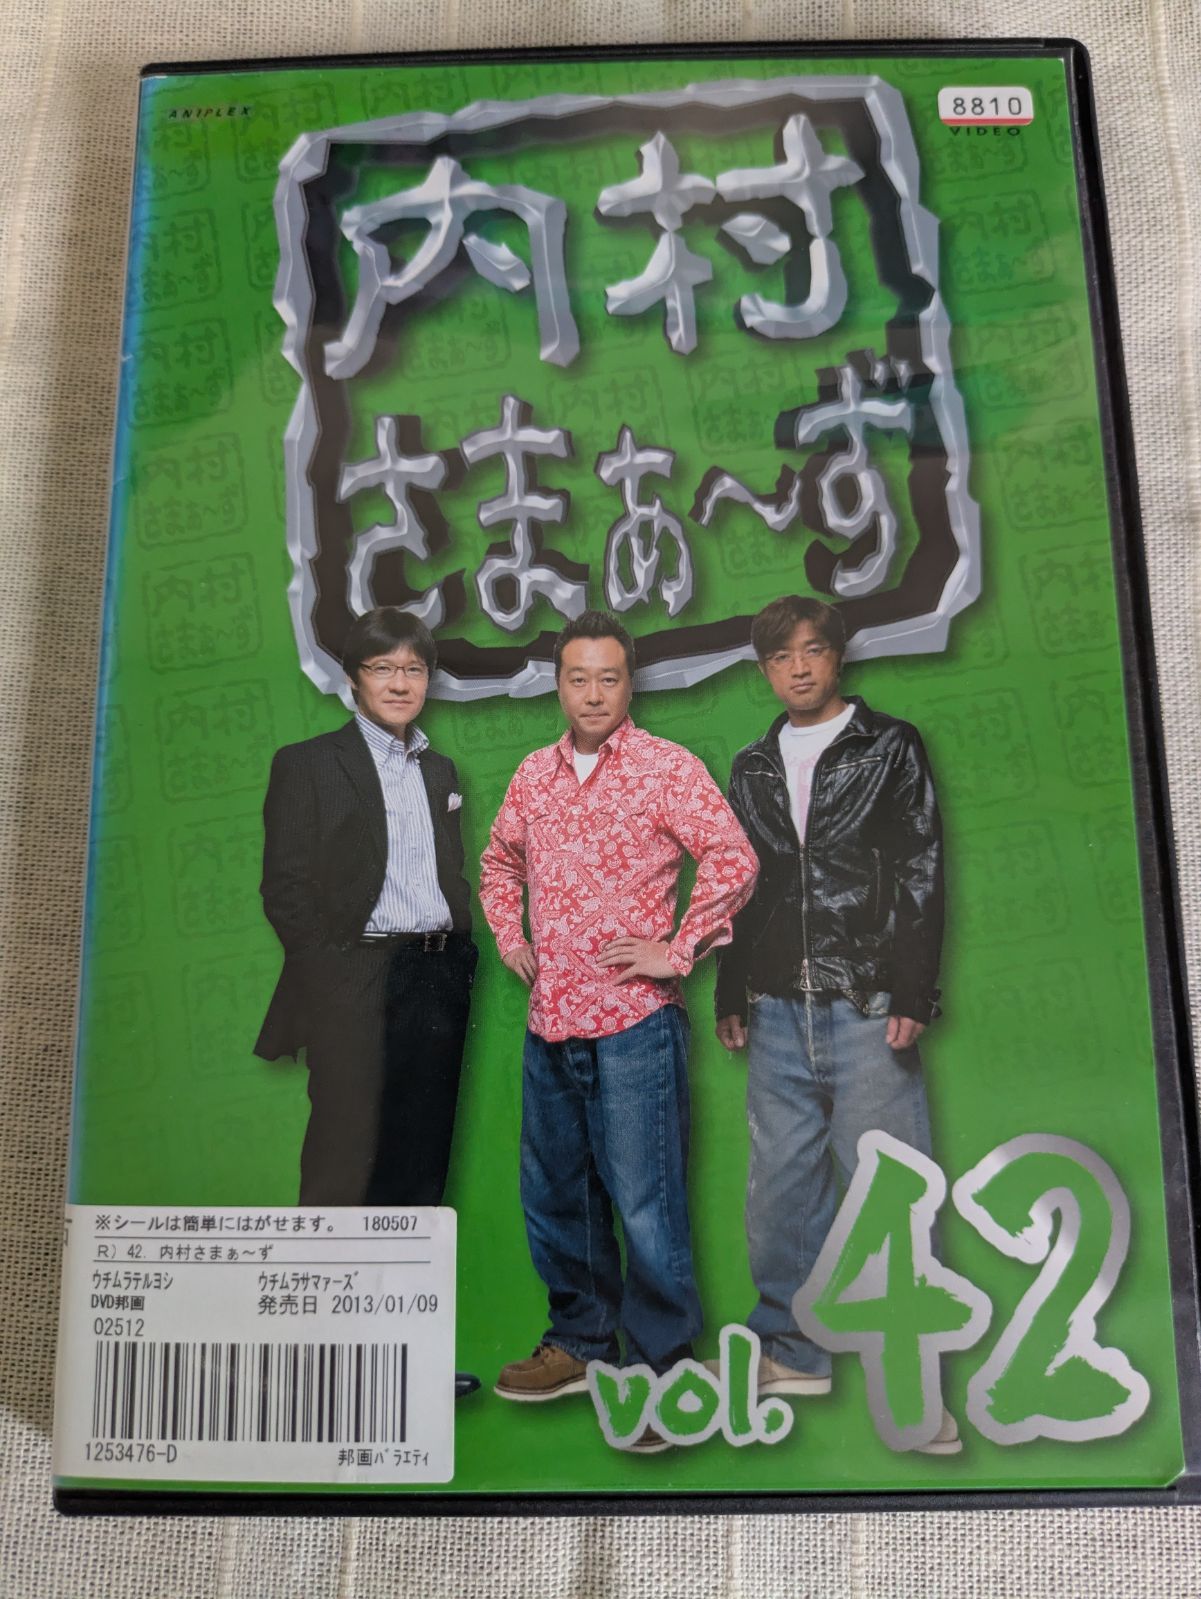 ANIPLEX
8810
VIDEO
内村
さまぁ～ず
※シールは簡単にはがせます。 180507
R) 42. 内村さまぁ～ず
ｳﾁﾑﾗﾃﾙﾖｼ ｳﾁﾑﾗｻﾏｧｰｽﾞ
DVD邦画 発売日 2013/01/09
02512
1253476-D 邦画ﾊﾞﾗｴﾃｨ
vol. 42